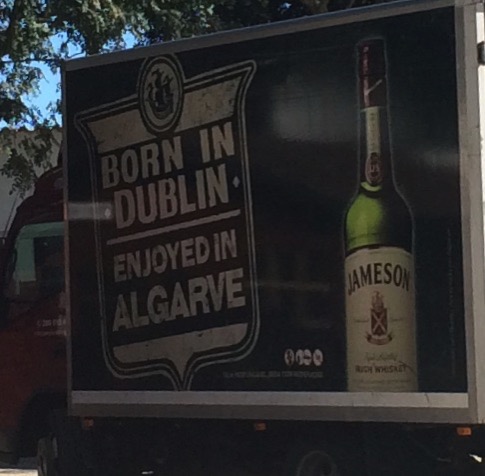 BORN IN
DUBLIN
ENJOYED IN
ALGARVE
JAMESON
IRISH WHISKEY